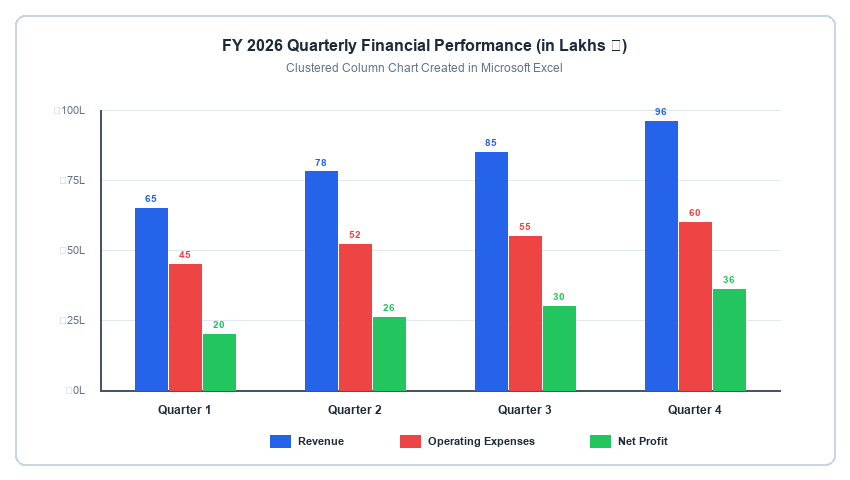 FY 2026 Quarterly Financial Performance (in Lakhs □)
Clustered Column Chart Created in Microsoft Excel
□100L
□75L
□50L
□25L
□0L
65
45
20
78
52
26
85
55
30
96
60
36
Quarter 1
Quarter 2
Quarter 3
Quarter 4
Revenue
Operating Expenses
Net Profit